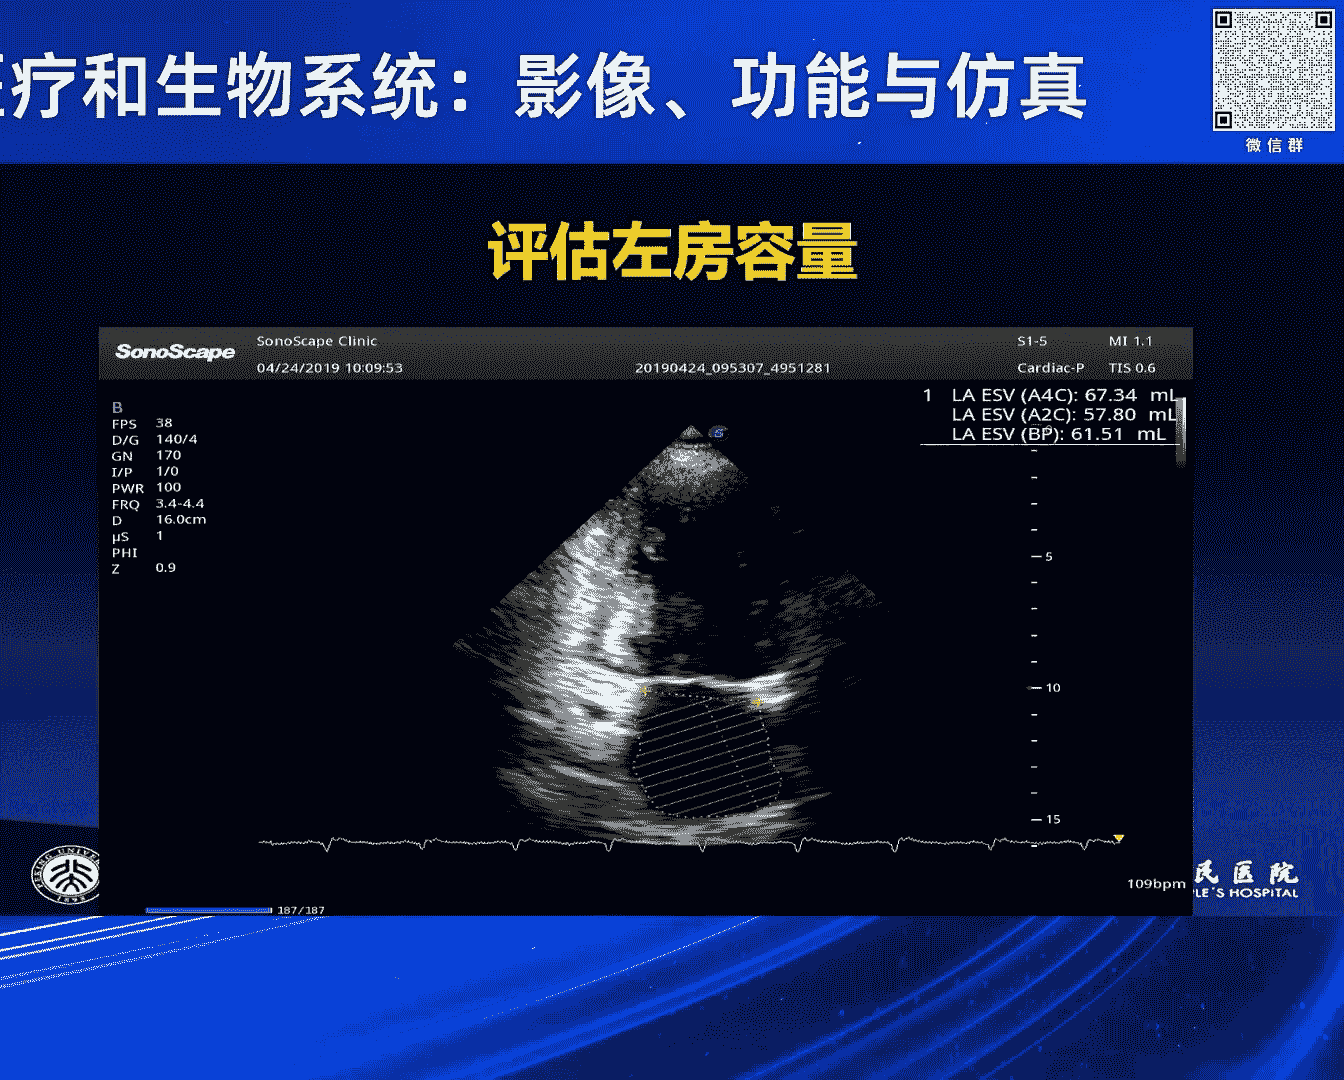 疗和生物系统：影像、功能与仿真
微信群
评估左房容量
SonoScape
SonoScape Clinic
04/24/2019 10:09:53
20190424_095307_4951281
S1-5
MI 1.1
Cardiac-P
TIS 0.6
1 LA ESV (A4C): 67.34 mL
LA ESV (A2C): 57.80 mL
LA ESV (BP): 61.51 mL
B
FPS 38
D/G 140/4
GN 170
I/P 1/0
PWR 100
FRQ 3.4-4.4
D 16.0cm
µS 1
PHI
Z 0.9
5
10
15
109bpm
187/187
PEKING UNIVER
1898
民医院
LE'S HOSPITAL